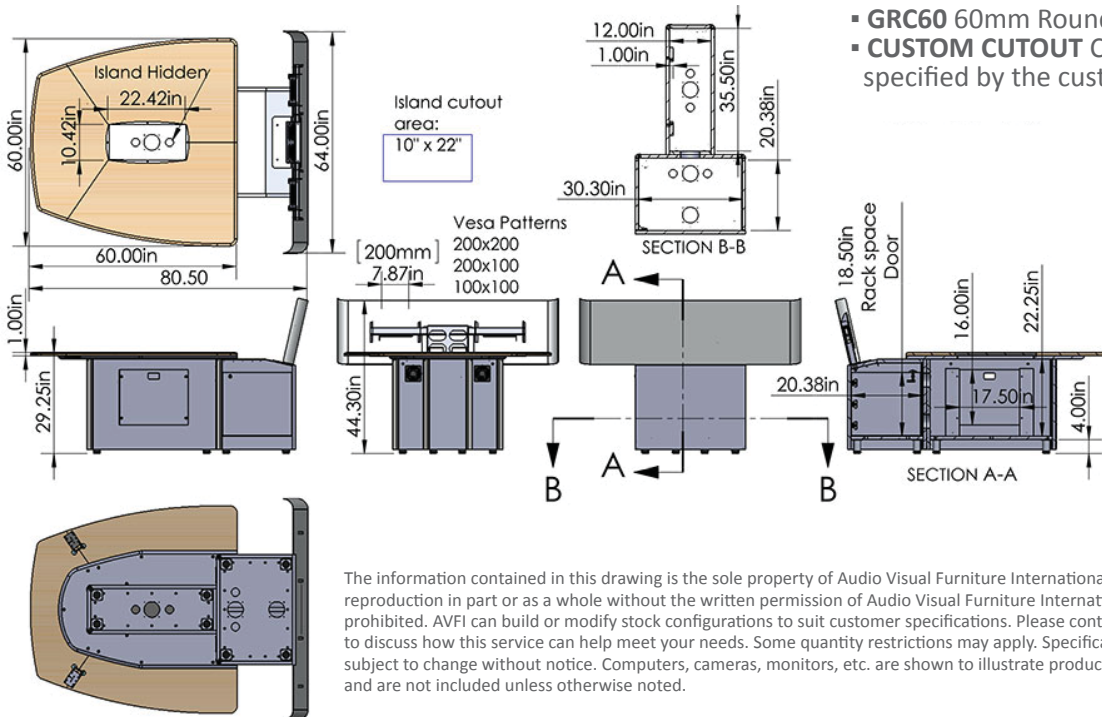 ▪ GRC60 60mm Roun
▪ CUSTOM CUTOUT
specified by the cust
Island Hidden
22.42in
10.42in
60.00in
64.00in
60.00in
80.50
Island cutout
area:
10" x 22"
Vesa Patterns
200x200
200x100
100x100
[200mm]
7.87in
12.00in
1.00in
35.50in
20.38in
30.30in
SECTION B-B
1.00in
29.25in
44.30in
A
A
B
B
18.50in
Rack space
Door
16.00in
22.25in
20.38in
17.50in
4.00in
SECTION A-A
The information contained in this drawing is the sole property of Audio Visual Furniture Internationa
reproduction in part or as a whole without the written permission of Audio Visual Furniture Internat
prohibited. AVFI can build or modify stock configurations to suit customer specifications. Please cont
to discuss how this service can help meet your needs. Some quantity restrictions may apply. Specifica
subject to change without notice. Computers, cameras, monitors, etc. are shown to illustrate produc
and are not included unless otherwise noted.